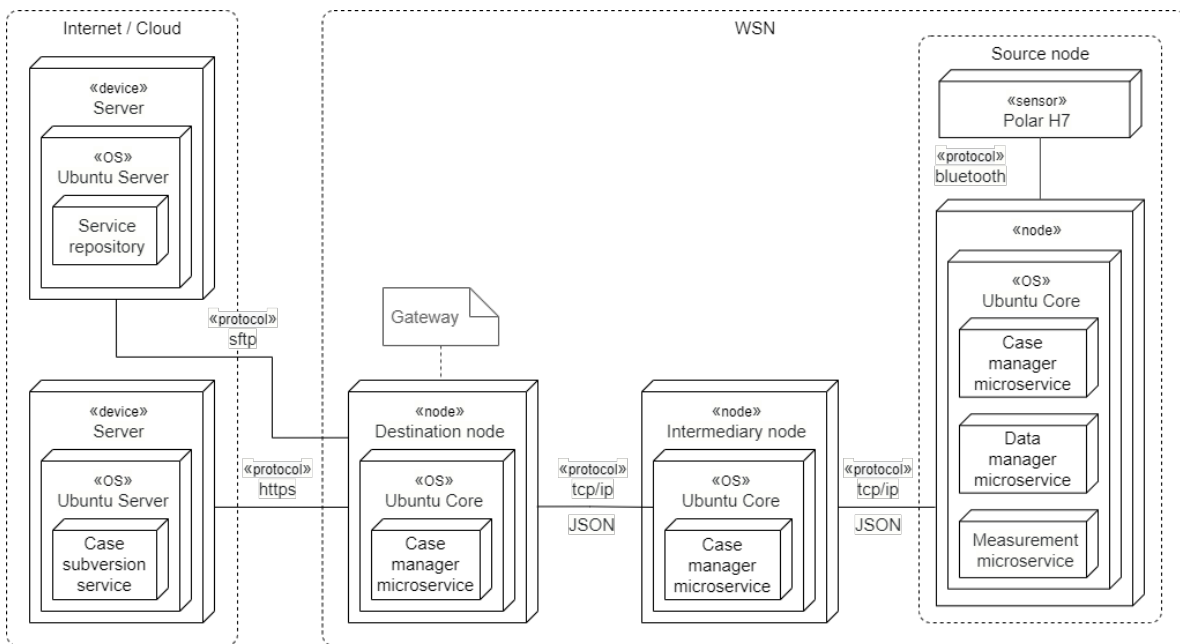 Internet / Cloud
«device»
Server
«OS»
Ubuntu Server
Service
repository
«protocol»
sftp
«device»
Server
«OS»
Ubuntu Server
Case
subversion
service
«protocol»
https
WSN
Gateway
«node»
Destination node
«OS»
Ubuntu Core
Case
manager
microservice
«protocol»
tcp/ip
JSON
«node»
Intermediary node
«OS»
Ubuntu Core
Case
manager
microservice
«protocol»
tcp/ip
JSON
Source node
«sensor»
Polar H7
«protocol»
bluetooth
«node»
«OS»
Ubuntu Core
Case
manager
microservice
Data
manager
microservice
Measurement
microservice